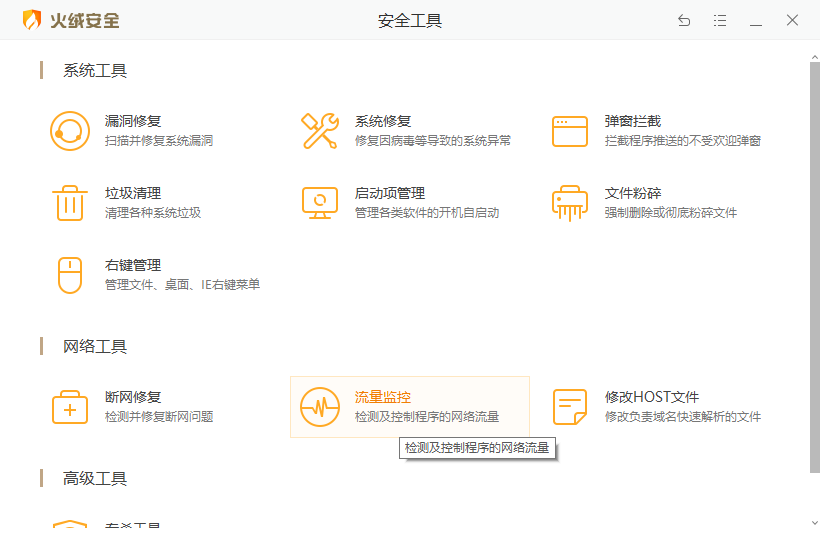 火绒安全
安全工具
系统工具
漏洞修复
扫描并修复系统漏洞
系统修复
修复因病毒等导致的系统异常
弹窗拦截
拦截程序推送的不受欢迎弹窗
垃圾清理
清理各种系统垃圾
启动项管理
管理各类软件的开机自启动
文件粉碎
强制删除或彻底粉碎文件
右键管理
管理文件、桌面、IE右键菜单
网络工具
断网修复
检测并修复断网问题
流量监控
检测及控制程序的网络流量
修改HOST文件
修改负责域名快速解析的文件
检测及控制程序的网络流量
高级工具
专杀工具